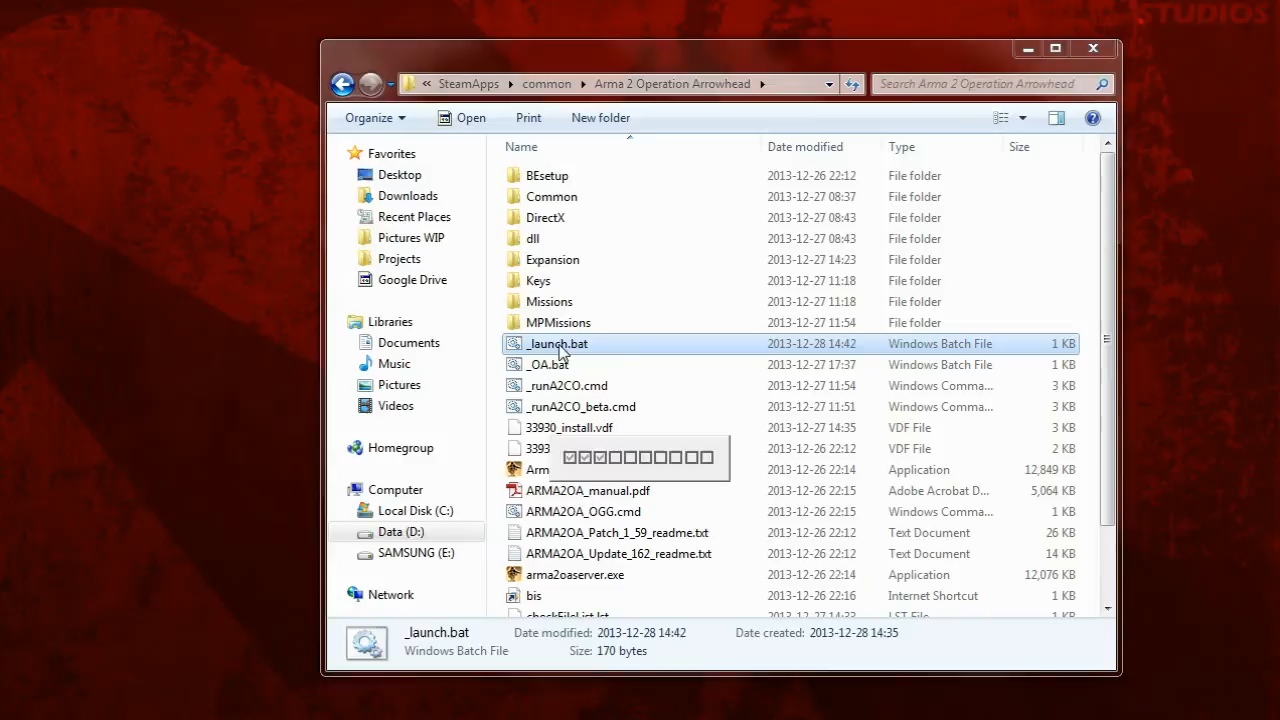 STUDIOS
« SteamApps common Arma 2 Operation Arrowhead Search Arma 2 Operation Arrowhead
Organize Open Print New folder
Name Date modified Type Size
Favorites
Desktop
Downloads
Recent Places
Pictures WIP
Projects
Google Drive
Libraries
Documents
Music
Pictures
Videos
Homegroup
Computer
Local Disk (C:)
Data (D:)
SAMSUNG (E:)
Network
BEsetup 2013-12-26 22:12 File folder
Common 2013-12-27 08:37 File folder
DirectX 2013-12-27 08:43 File folder
dll 2013-12-27 08:43 File folder
Expansion 2013-12-27 14:23 File folder
Keys 2013-12-27 11:18 File folder
Missions 2013-12-27 11:18 File folder
MPMissions 2013-12-27 11:54 File folder
_launch.bat 2013-12-28 14:42 Windows Batch File 1 KB
_OA.bat 2013-12-27 17:37 Windows Batch File 1 KB
_runA2CO.cmd 2013-12-27 11:54 Windows Comma... 3 KB
_runA2CO_beta.cmd 2013-12-27 11:51 Windows Comma... 3 KB
33930_install.vdf 2013-12-27 14:35 VDF File 3 KB
3393 2013-12-26 22:12 VDF File 2 KB
Arm 2013-12-26 22:14 Application 12,849 KB
ARMA2OA_manual.pdf 2013-12-26 22:15 Adobe Acrobat D... 5,064 KB
ARMA2OA_OGG.cmd 2013-12-26 22:15 Windows Comma... 1 KB
ARMA2OA_Patch_1_59_readme.txt 2013-12-26 22:12 Text Document 26 KB
ARMA2OA_Update_162_readme.txt 2013-12-26 22:12 Text Document 14 KB
arma2oaserver.exe 2013-12-26 22:14 Application 12,076 KB
bis 2013-12-26 22:12 Internet Shortcut 1 KB
checkFileList.lst 2013-12-27 14:33 LST File 1 KB
_launch.bat Date modified: 2013-12-28 14:42 Date created: 2013-12-28 14:35
Windows Batch File Size: 170 bytes